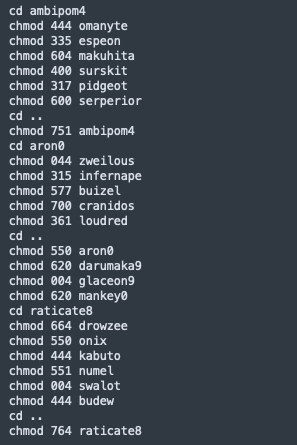 cd ambipom4
chmod 444 omanyte
chmod 335 espeon
chmod 604 makuhita
chmod 400 surskit
chmod 317 pidgeot
chmod 600 serperior
cd ..
chmod 751 ambipom4
cd aron0
chmod 044 zweilous
chmod 315 infernape
chmod 577 buizel
chmod 700 cranidos
chmod 361 loudred
cd ..
chmod 550 aron0
chmod 620 darumaka9
chmod 004 glaceon9
chmod 620 mankey0
cd raticate8
chmod 664 drowzee
chmod 550 onix
chmod 444 kabuto
chmod 551 numel
chmod 004 swalot
chmod 444 budew
cd ..
chmod 764 raticate8